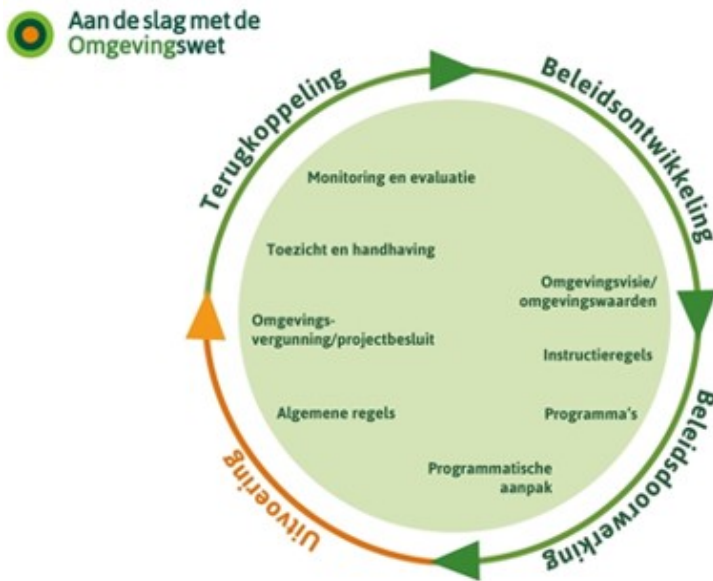 Aan de slag met de
Omgevingswet
Terugkoppeling
Beleidsontwikkeling
Monitoring en evaluatie
Toezicht en handhaving
Omgevingsvisie/
omgevingswaarden
Omgevings-
vergunning/projectbesluit
Instructieregels
Algemene regels
Programma's
Programmatische
aanpak
Uitvoering
Beleidsdoorwerking